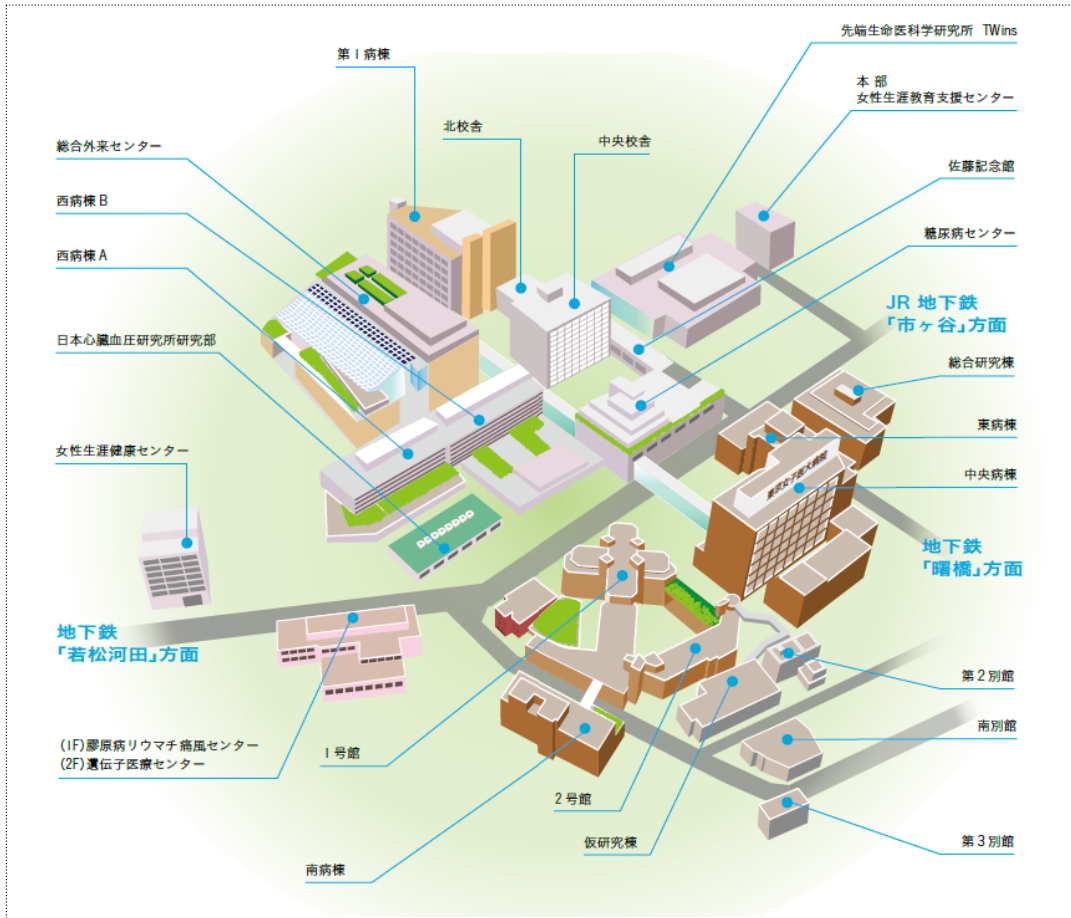 先端生命医科学研究所 TWins
第1病棟
本 部
女性生涯教育支援センター
北校舎
中央校舎
総合外来センター
佐藤記念館
西病棟 B
糖尿病センター
西病棟 A
JR 地下鉄
「市ヶ谷」方面
日本心臓血圧研究所研究部
総合研究棟
東病棟
女性生涯健康センター
東京女子医大病院
中央病棟
地下鉄
「曙橋」方面
地下鉄
「若松河田」方面
第2別館
南別館
(1F)膠原病リウマチ痛風センター
(2F)遺伝子医療センター
1号館
2号館
仮研究棟
第3別館
南病棟